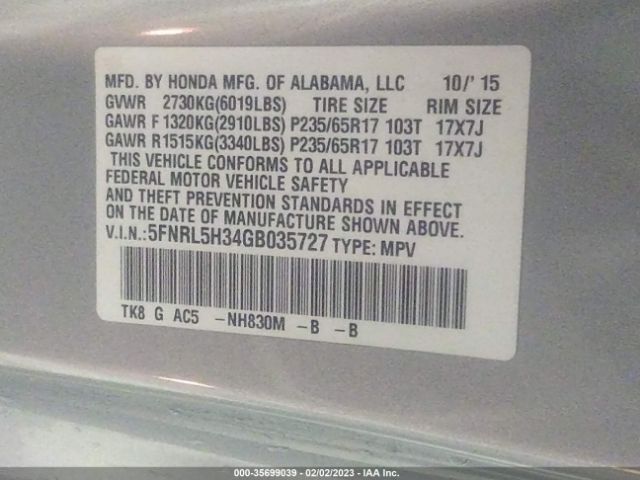 MFD. BY HONDA MFG. OF ALABAMA, LLC 10/' 15
GVWR 2730KG(6019LBS) TIRE SIZE RIM SIZE
GAWR F 1320KG(2910LBS) P235/65R17 103T 17X7J
GAWR R1515KG(3340LBS) P235/65R17 103T 17X7J
THIS VEHICLE CONFORMS TO ALL APPLICABLE
FEDERAL MOTOR VEHICLE SAFETY
AND THEFT PREVENTION STANDARDS IN EFFECT
ON THE DATE OF MANUFACTURE SHOWN ABOVE.
V.I.N.:5FNRL5H34GB035727 TYPE: MPV
TK8 G AC5 -NH830M -B -B
000-35699039 - 02/02/2023 - IAA Inc.